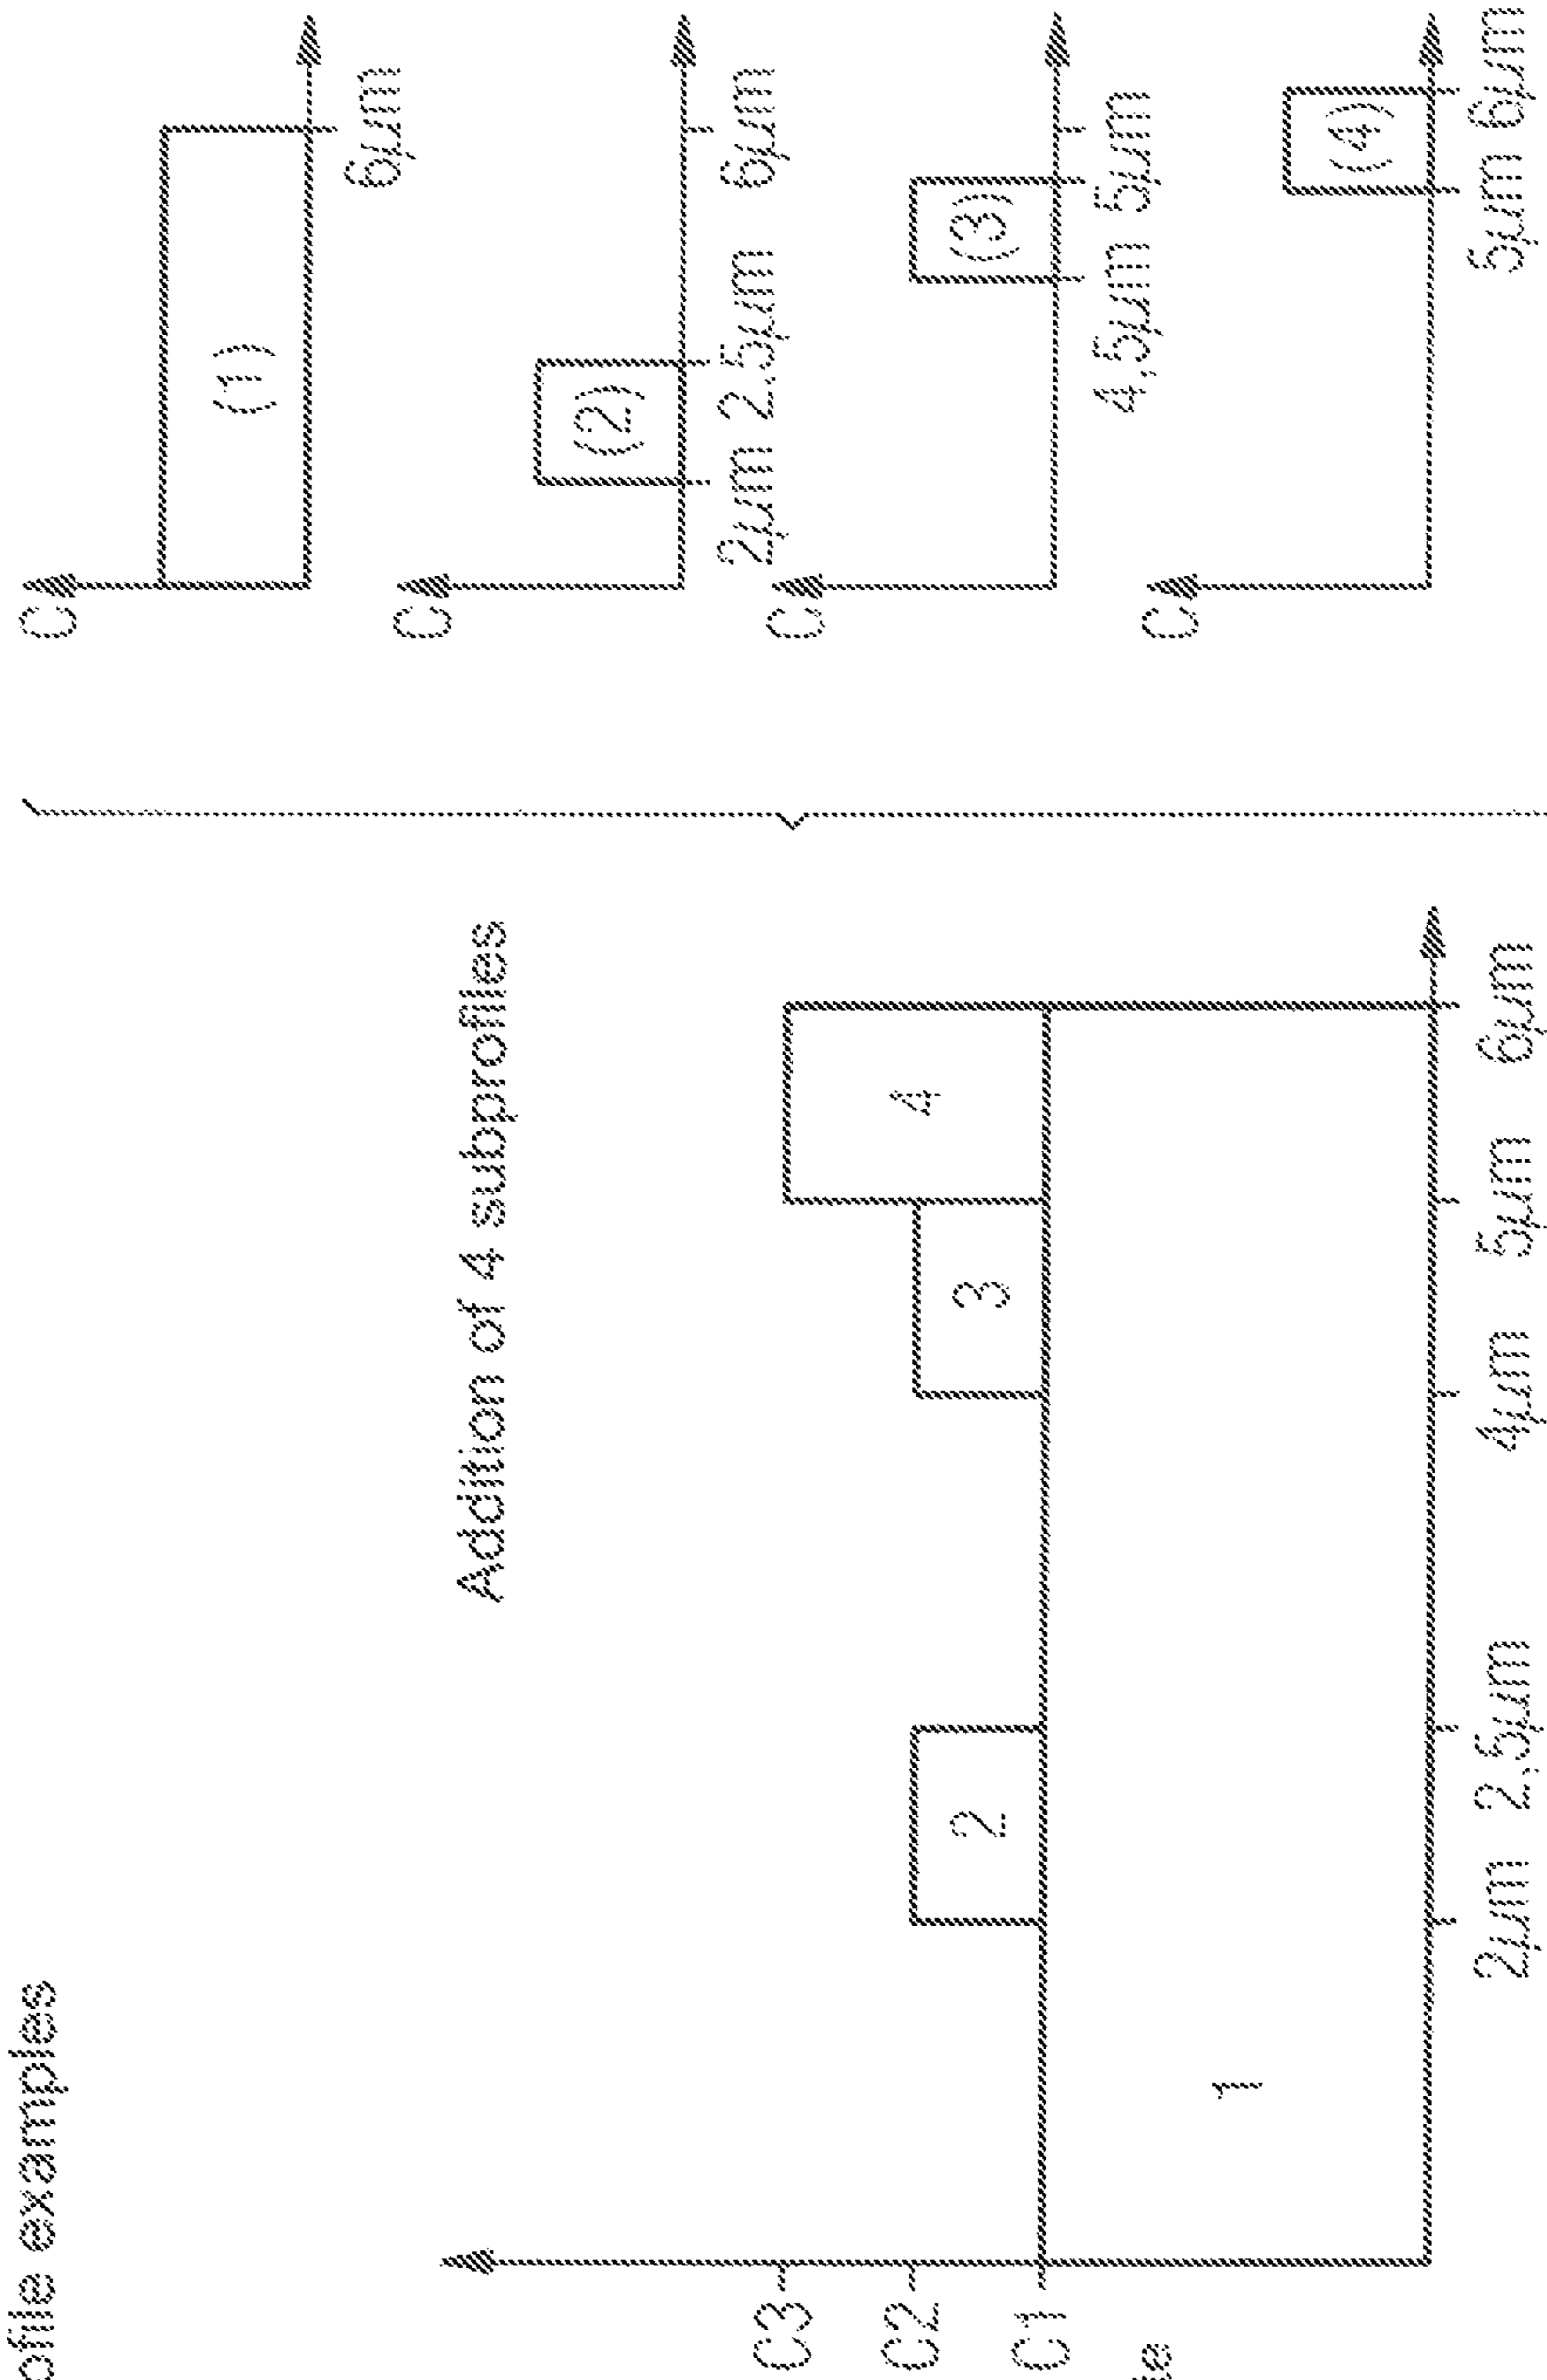 ofile examples
Addition of 4 subprofiles
C3
C2
C1
1
2
3
4
2µm 2,5µm 4µm 5µm 6µm
C
(1)
6µm
C
(2)
2µm 2.5µm 6µm
C
(3)
4,5µm 5µm
C
(4)
5µm 6µm